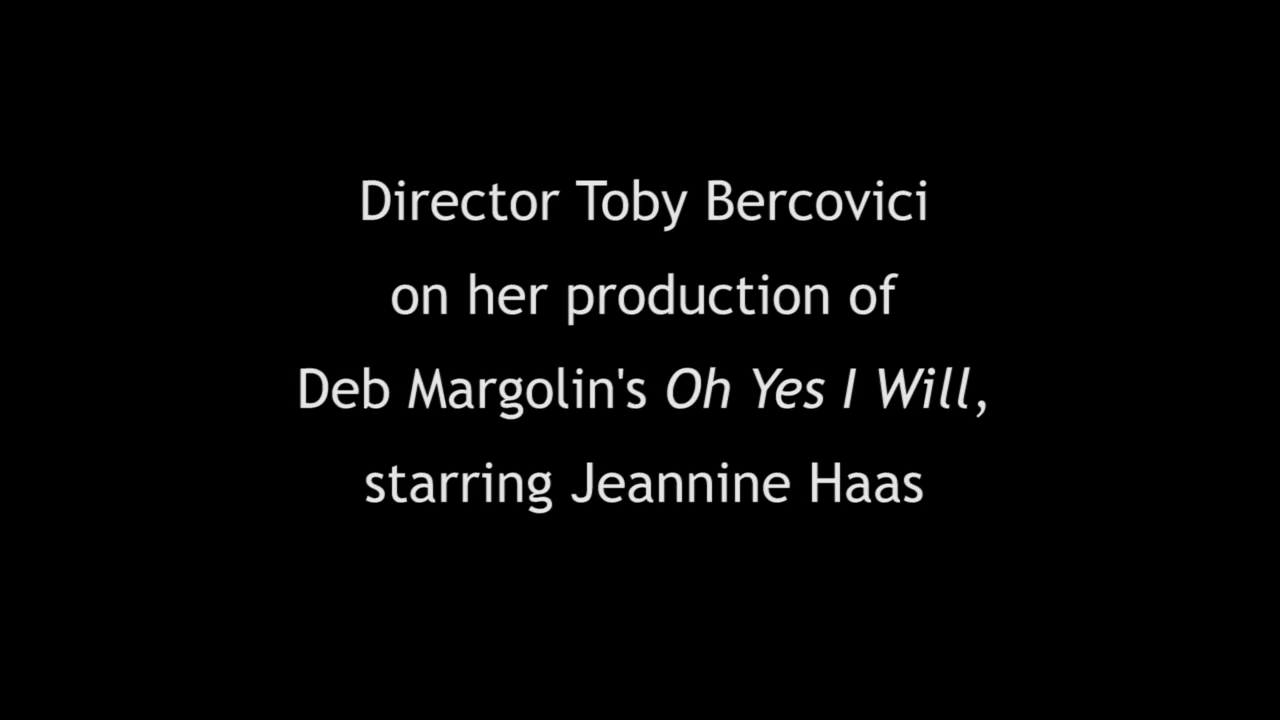 Director Toby Bercovici
on her production of
Deb Margolin's Oh Yes I Will,
starring Jeannine Haas